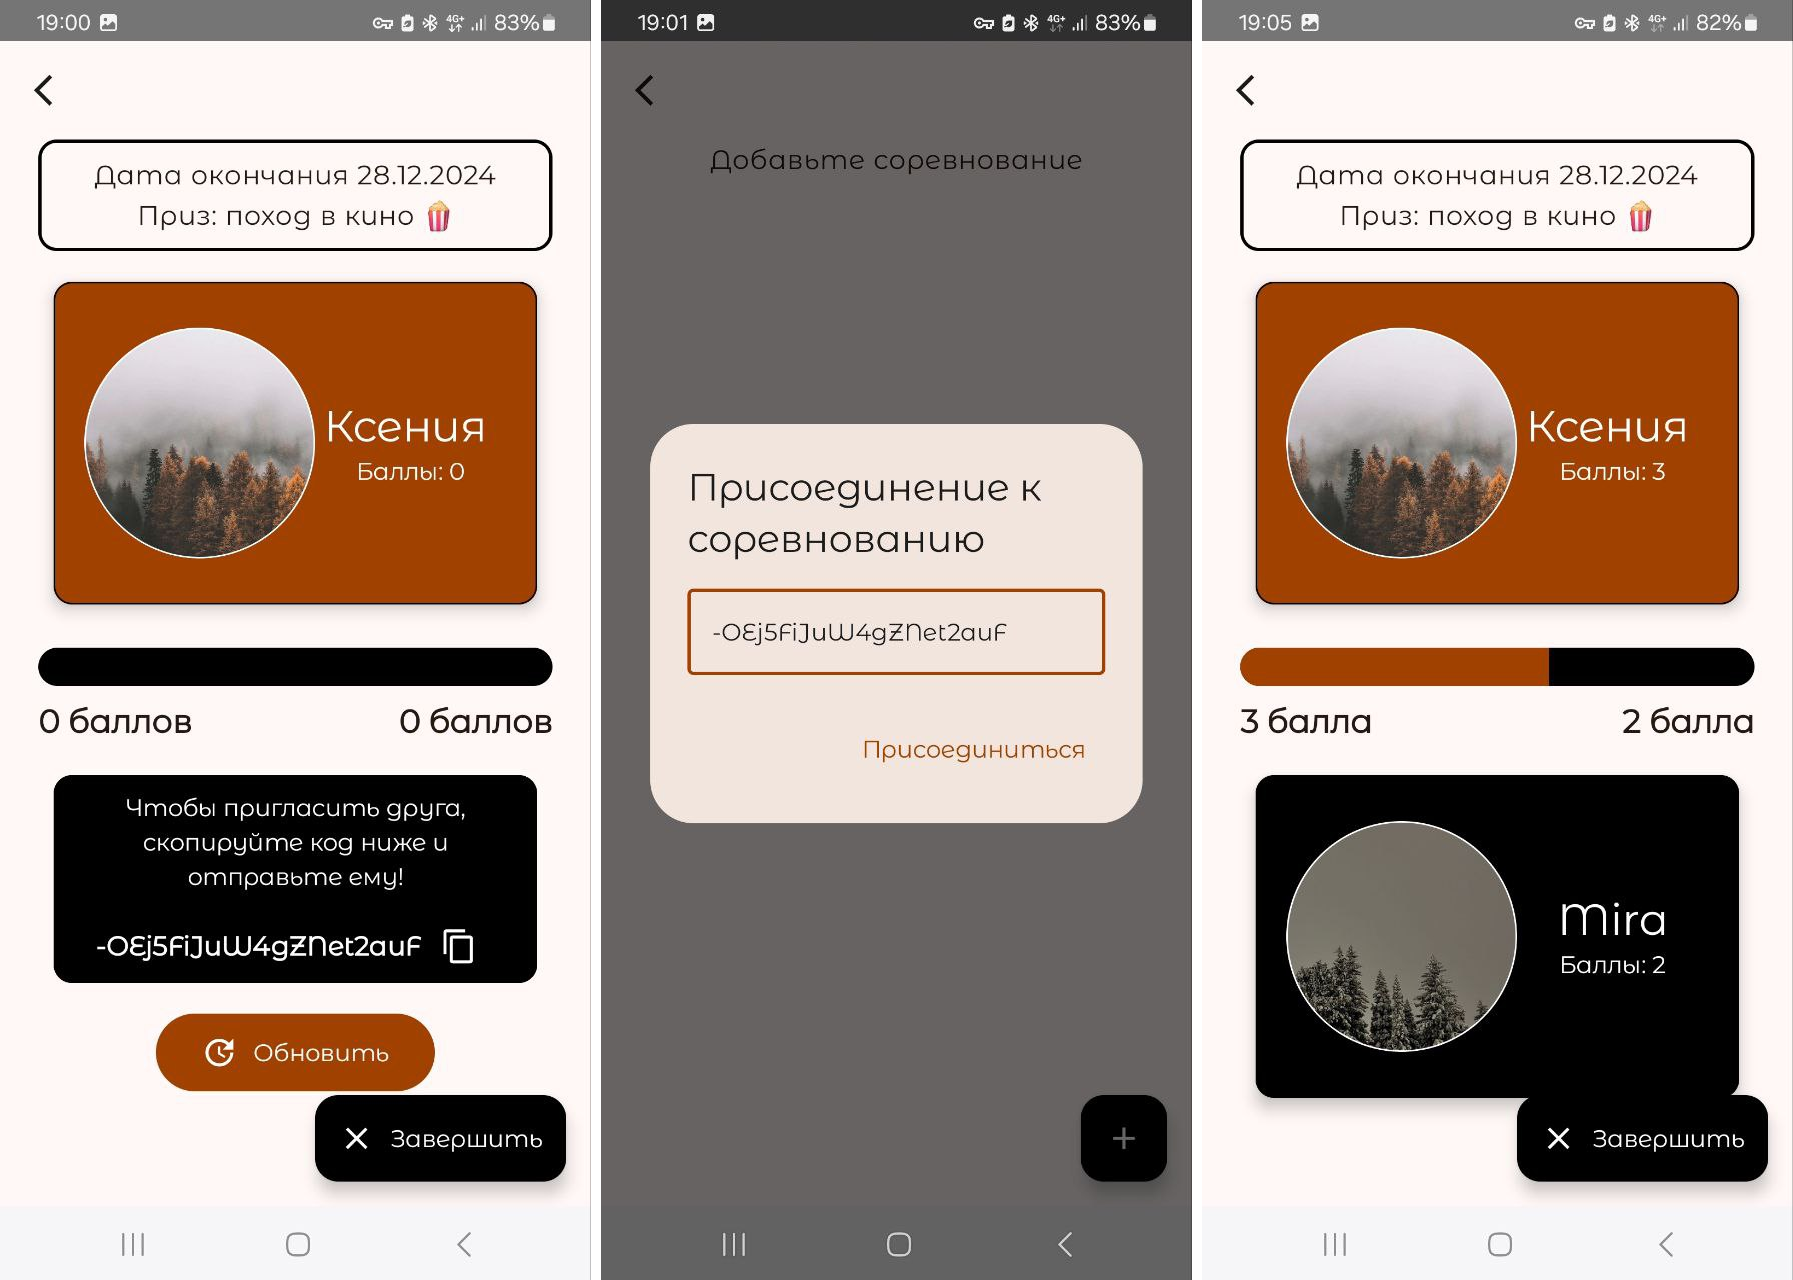 19:00
4G+
83%
Дата окончания 28.12.2024
Приз: поход в кино 🍿
Ксения
Баллы: 0
0 баллов
0 баллов
Чтобы пригласить друга,
скопируйте код ниже и
отправьте ему!
-OEj5FiJuW4gZNet2auF
Обновить
Завершить
19:01
4G+
83%
Добавьте соревнование
Присоединение к
соревнованию
-OEj5FiJuW4gZNet2auF
Присоединиться
19:05
4G+
82%
Дата окончания 28.12.2024
Приз: поход в кино 🍿
Ксения
Баллы: 3
3 балла
2 балла
Mira
Баллы: 2
Завершить